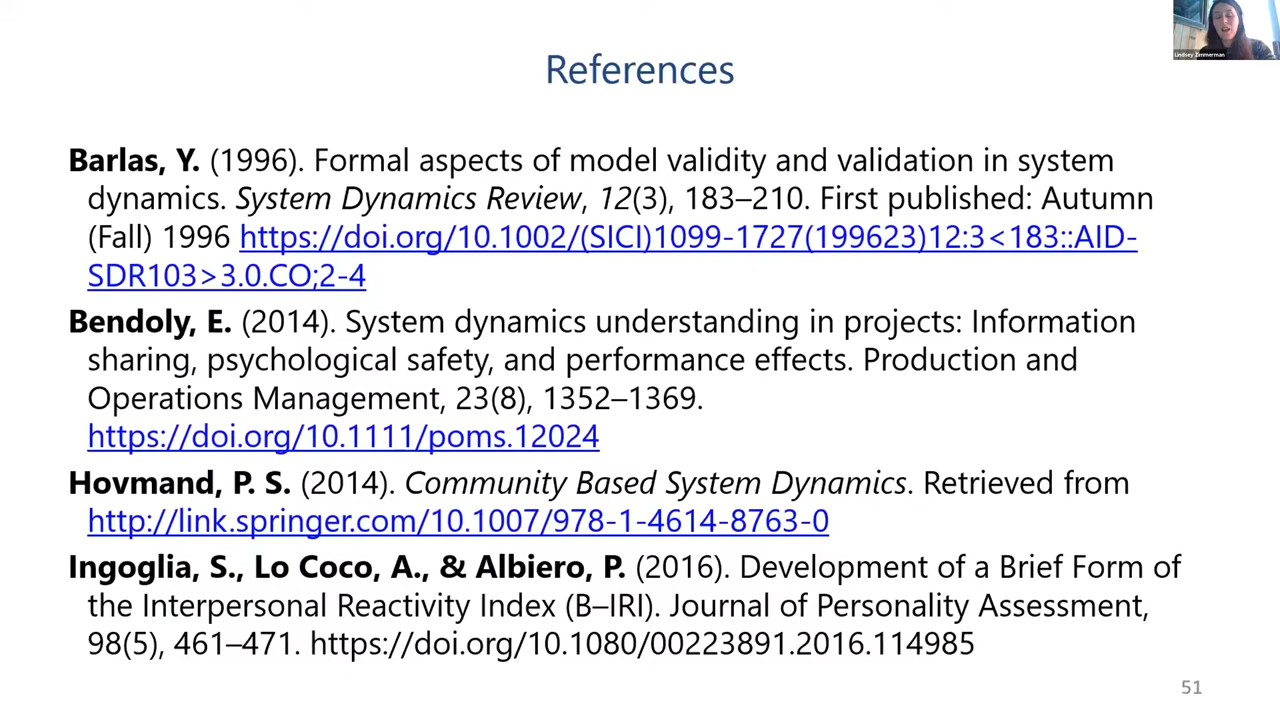 Lindsey Zimmerman
References
Barlas, Y. (1996). Formal aspects of model validity and validation in system
dynamics. System Dynamics Review, 12(3), 183–210. First published: Autumn
(Fall) 1996 https://doi.org/10.1002/(SICI)1099-1727(199623)12:3<183::AID-
SDR103>3.0.CO;2-4
Bendoly, E. (2014). System dynamics understanding in projects: Information
sharing, psychological safety, and performance effects. Production and
Operations Management, 23(8), 1352–1369.
https://doi.org/10.1111/poms.12024
Hovmand, P. S. (2014). Community Based System Dynamics. Retrieved from
http://link.springer.com/10.1007/978-1-4614-8763-0
Ingoglia, S., Lo Coco, A., & Albiero, P. (2016). Development of a Brief Form of
the Interpersonal Reactivity Index (B–IRI). Journal of Personality Assessment,
98(5), 461–471. https://doi.org/10.1080/00223891.2016.114985
51